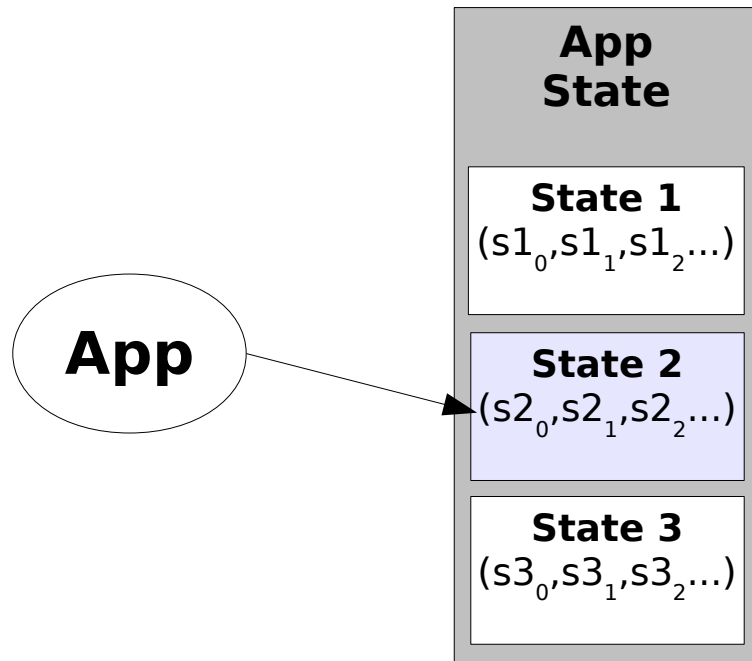 App
State
State 1
(s1₀,s1₁,s1₂...)
App
State 2
(s2₀,s2₁,s2₂...)
State 3
(s3₀,s3₁,s3₂...)